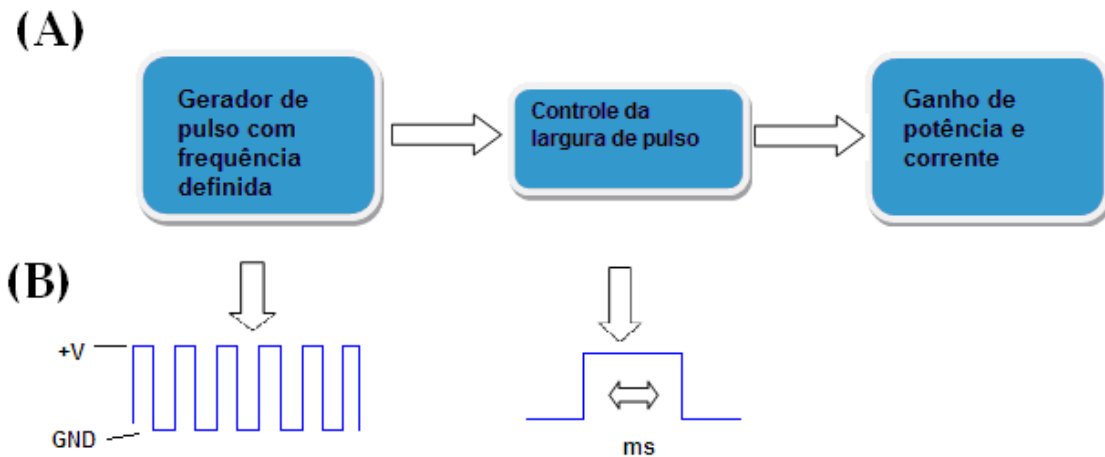 (A)
Gerador de
pulso com
frequência
definida
Controle da
largura de pulso
Ganho de
potência e
corrente
(B)
+V
GND
ms